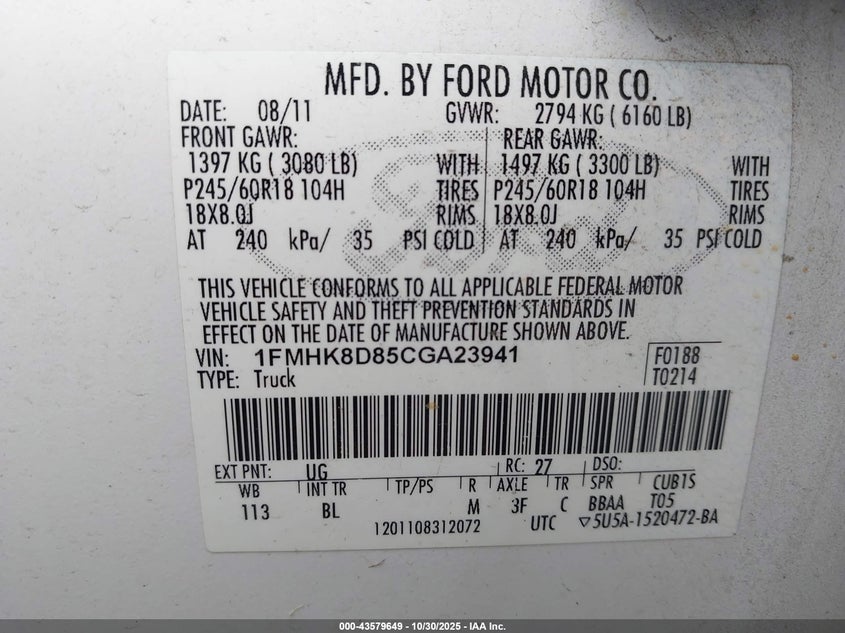 MFD. BY FORD MOTOR CO.
DATE: 08/11 GVWR: 2794 KG ( 6160 LB)
FRONT GAWR: REAR GAWR:
1397 KG ( 3080 LB) WITH 1497 KG ( 3300 LB) WITH
P245/60R18 104H TIRES P245/60R18 104H TIRES
18X8.0J RIMS 18X8.0J RIMS
AT 240 kPa/ 35 PSI COLD AT 240 kPa/ 35 PSI COLD
Ford
THIS VEHICLE CONFORMS TO ALL APPLICABLE FEDERAL MOTOR
VEHICLE SAFETY AND THEFT PREVENTION STANDARDS IN
EFFECT ON THE DATE OF MANUFACTURE SHOWN ABOVE.
VIN: 1FMHK8D85CGA23941 F0188
TYPE: Truck T0214
EXT PNT: UG RC: 27 DSO:
WB INT TR TP/PS R AXLE TR SPR CUB1S
113 BL M 3F C BBAA T05
1201108312072 UTC ▽5U5A-1520472-BA
000-43579649 - 10/30/2025 - IAA Inc.